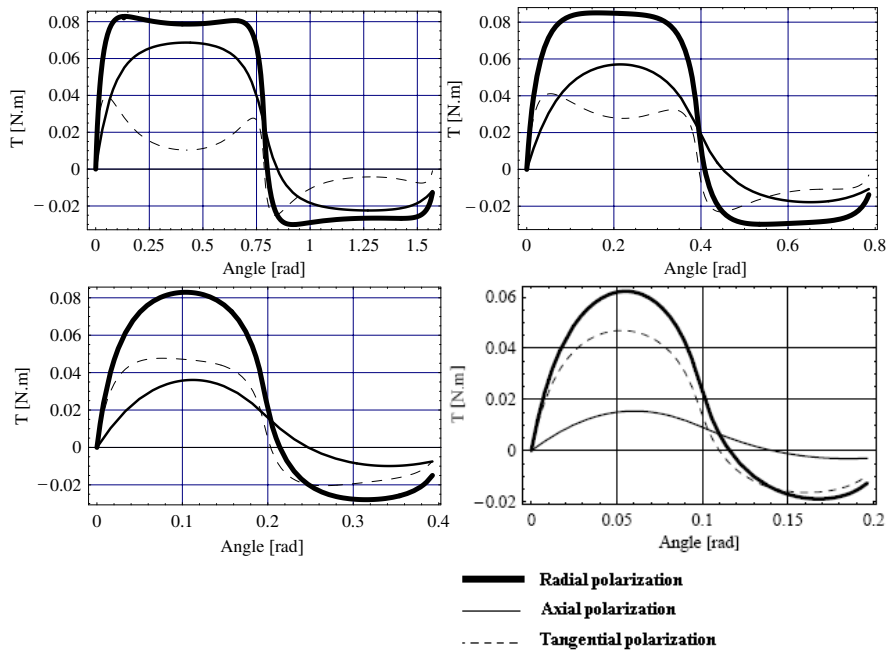 0.08
0.06
0.04
0.02
0
−0.02
T [N.m]
0 0.25 0.5 0.75 1 1.25 1.5
Angle [rad]
0.08
0.06
0.04
0.02
0
−0.02
T [N.m]
0 0.2 0.4 0.6 0.8
Angle [rad]
0.08
0.06
0.04
0.02
0
−0.02
T [N.m]
0 0.1 0.2 0.3 0.4
Angle [rad]
0.06
0.04
0.02
0
−0.02
T [N.m]
0 0.05 0.1 0.15 0.2
Angle [rad]
Radial polarization
Axial polarization
Tangential polarization